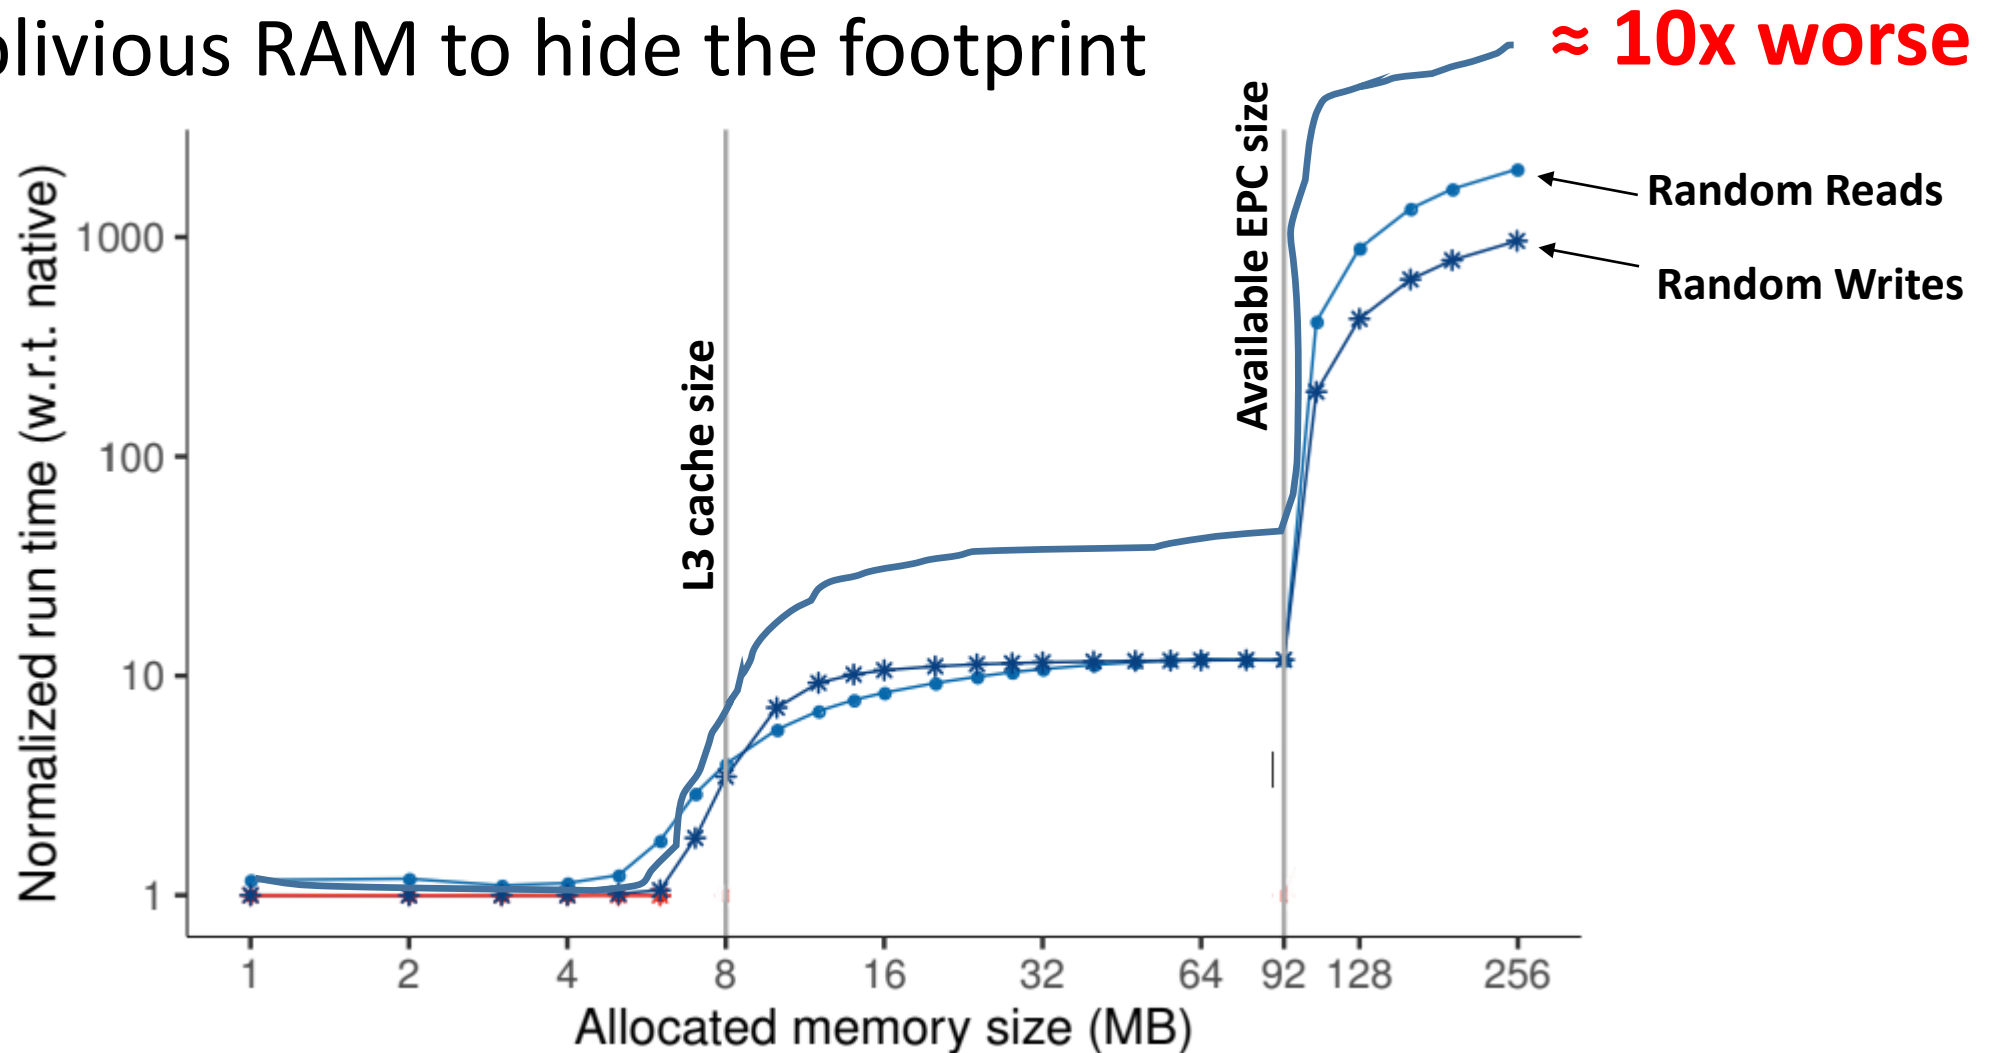 blivious RAM to hide the footprint
≈ 10x worse
Normalized run time (w.r.t. native)
1000
100
10
1
L3 cache size
Available EPC size
Random Reads
Random Writes
1 2 4 8 16 32 64 92 128 256
Allocated memory size (MB)